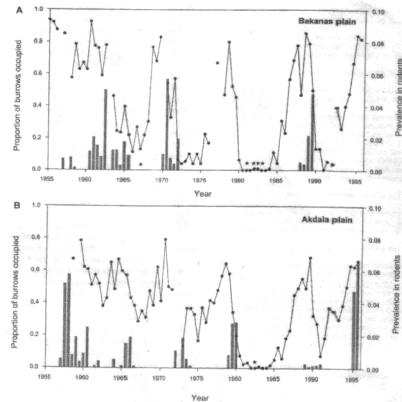 A
Bakanas plain
Proportion of burrows occupied
Prevalence in rodents
1.0
0.8
0.6
0.4
0,2
0.0
0.10
0.08
0.06
0.04
0.02
0.00
1955 1960 1965 1970 1975 1980 1985 1990 1995
Year
B
Akdala plain
Proportion of burrows occupied
Prevalence in rodents
1.0
0,8
0,6
0,4
0,2
0.0
0.10
0.08
0.06
0.04
0.02
0.00
1955 1960 1965 1970 1975 1980 1985 1990 1995
Year